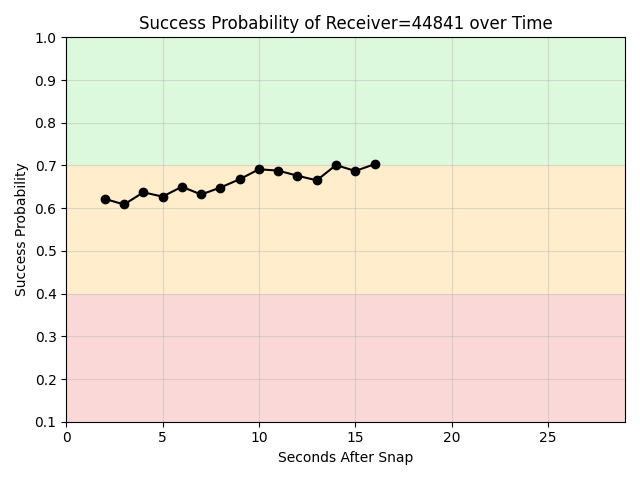 Success Probability of Receiver=44841 over Time
1.0
0.9
0.8
0.7
0.6
0.5
0.4
0.3
0.2
0.1
Success Probability
0 5 10 15 20 25
Seconds After Snap